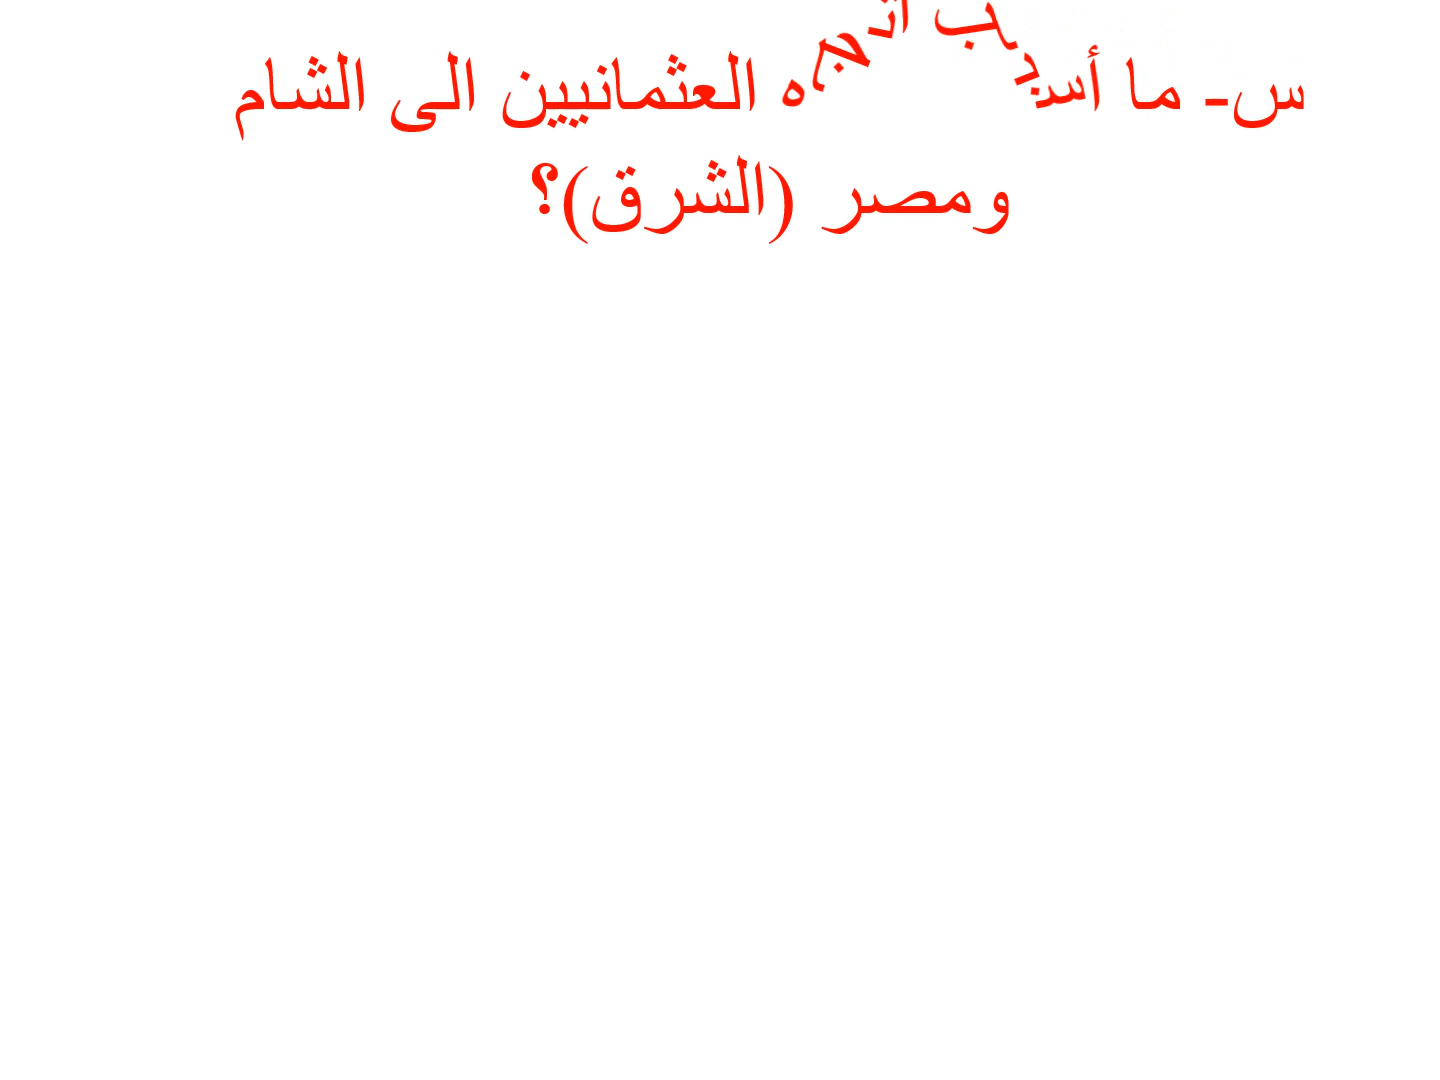 س- ما أسباب اتجاه العثمانيين الى الشام
ومصر (الشرق)؟